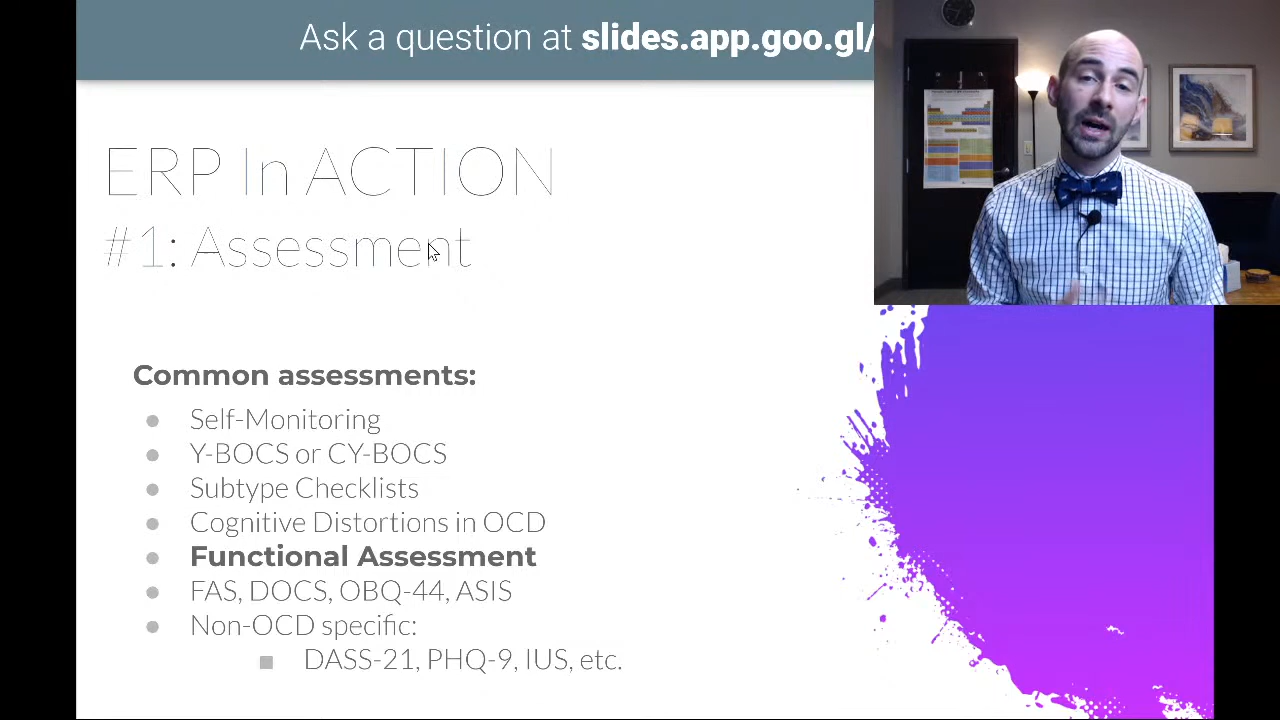 Ask a question at slides.app.goo.gl/
ERP In ACTION
#1: Assessment
Common assessments:
Self-Monitoring
Y-BOCS or CY-BOCS
Subtype Checklists
Cognitive Distortions in OCD
Functional Assessment
FAS, DOCS, OBQ-44, ASIS
Non-OCD specific:
DASS-21, PHQ-9, IUS, etc.